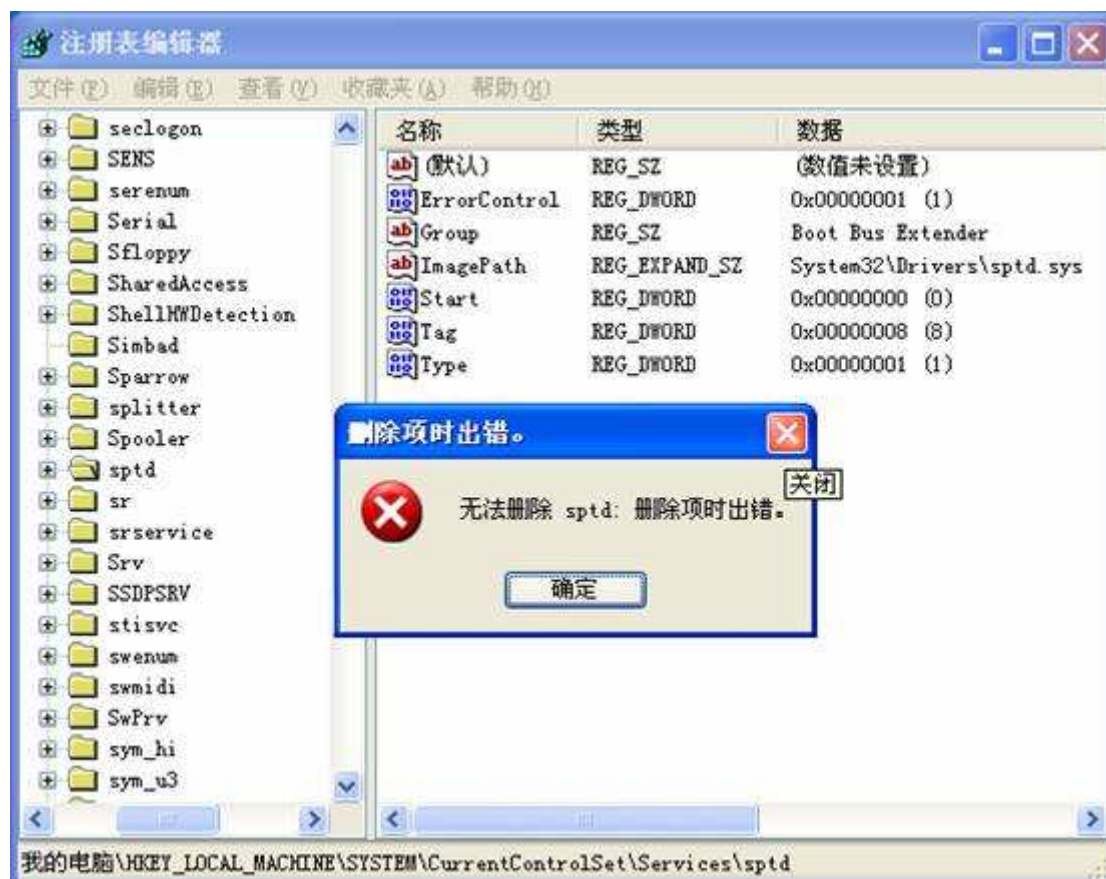 注册表编辑器
文件(F) 编辑(E) 查看(V) 收藏夹(A) 帮助(H)
seclogon
SENS
serenum
Serial
Sfloppy
SharedAccess
ShellHWDetection
Simbad
Sparrow
splitter
Spooler
sptd
sr
srservice
Srv
SSDPSRV
stisvc
swenum
swmidi
SwPrv
sym_hi
sym_u3
名称 类型 数据
(默认) REG_SZ (数值未设置)
ErrorControl REG_DWORD 0x00000001 (1)
Group REG_SZ Boot Bus Extender
ImagePath REG_EXPAND_SZ System32\Drivers\sptd.sys
Start REG_DWORD 0x00000000 (0)
Tag REG_DWORD 0x00000008 (8)
Type REG_DWORD 0x00000001 (1)
删除项时出错。
关闭
无法删除 sptd: 删除项时出错。
确定
我的电脑\HKEY_LOCAL_MACHINE\SYSTEM\CurrentControlSet\Services\sptd